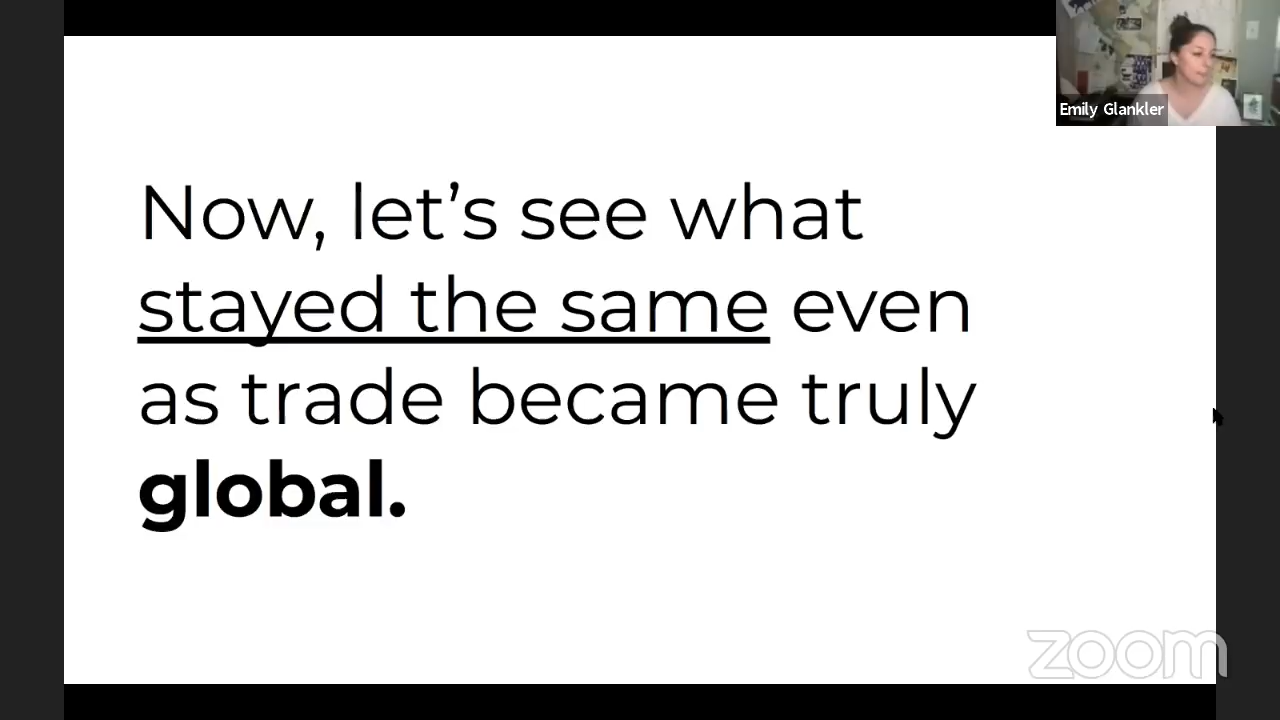 Emily Glankler
Now, let's see what
stayed the same even
as trade became truly
global.
zoom